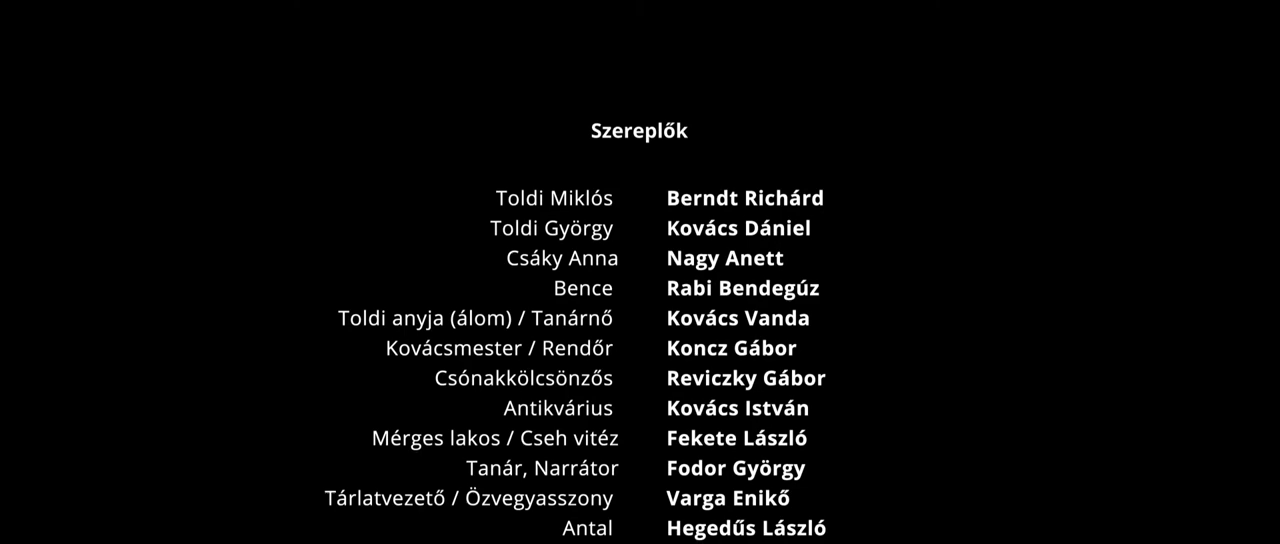 Szereplők
Toldi Miklós Berndt Richárd
Toldi György Kovács Dániel
Csáky Anna Nagy Anett
Bence Rabi Bendegúz
Toldi anyja (álom) / Tanárnő Kovács Vanda
Kovácsmester / Rendőr Koncz Gábor
Csónakkölcsönzős Reviczky Gábor
Antikvárius Kovács István
Mérges lakos / Cseh vitéz Fekete László
Tanár, Narrátor Fodor György
Tárlatvezető / Özvegyasszony Varga Enikő
Antal Hegedűs László